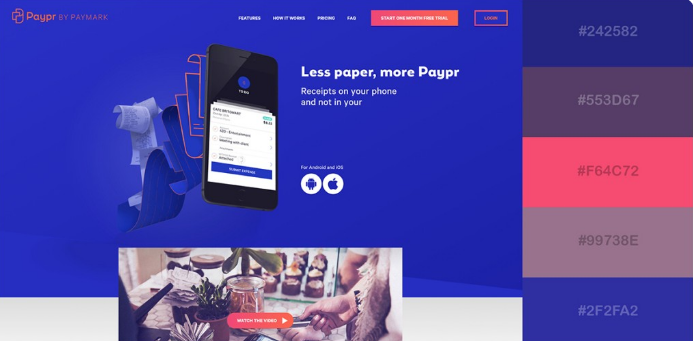 Paypr BY PAYMARK
FEATURES
HOW IT WORKS
PRICING
FAQ
START ONE MONTH FREE TRIAL
LOGIN
Less paper, more Paypr
Receipts on your phone
and not in your
For Android and iOS
SUBMIT EXPENSE
WATCH THE VIDEO
#242582
#553D67
#F64C72
#99738E
#2F2FA2